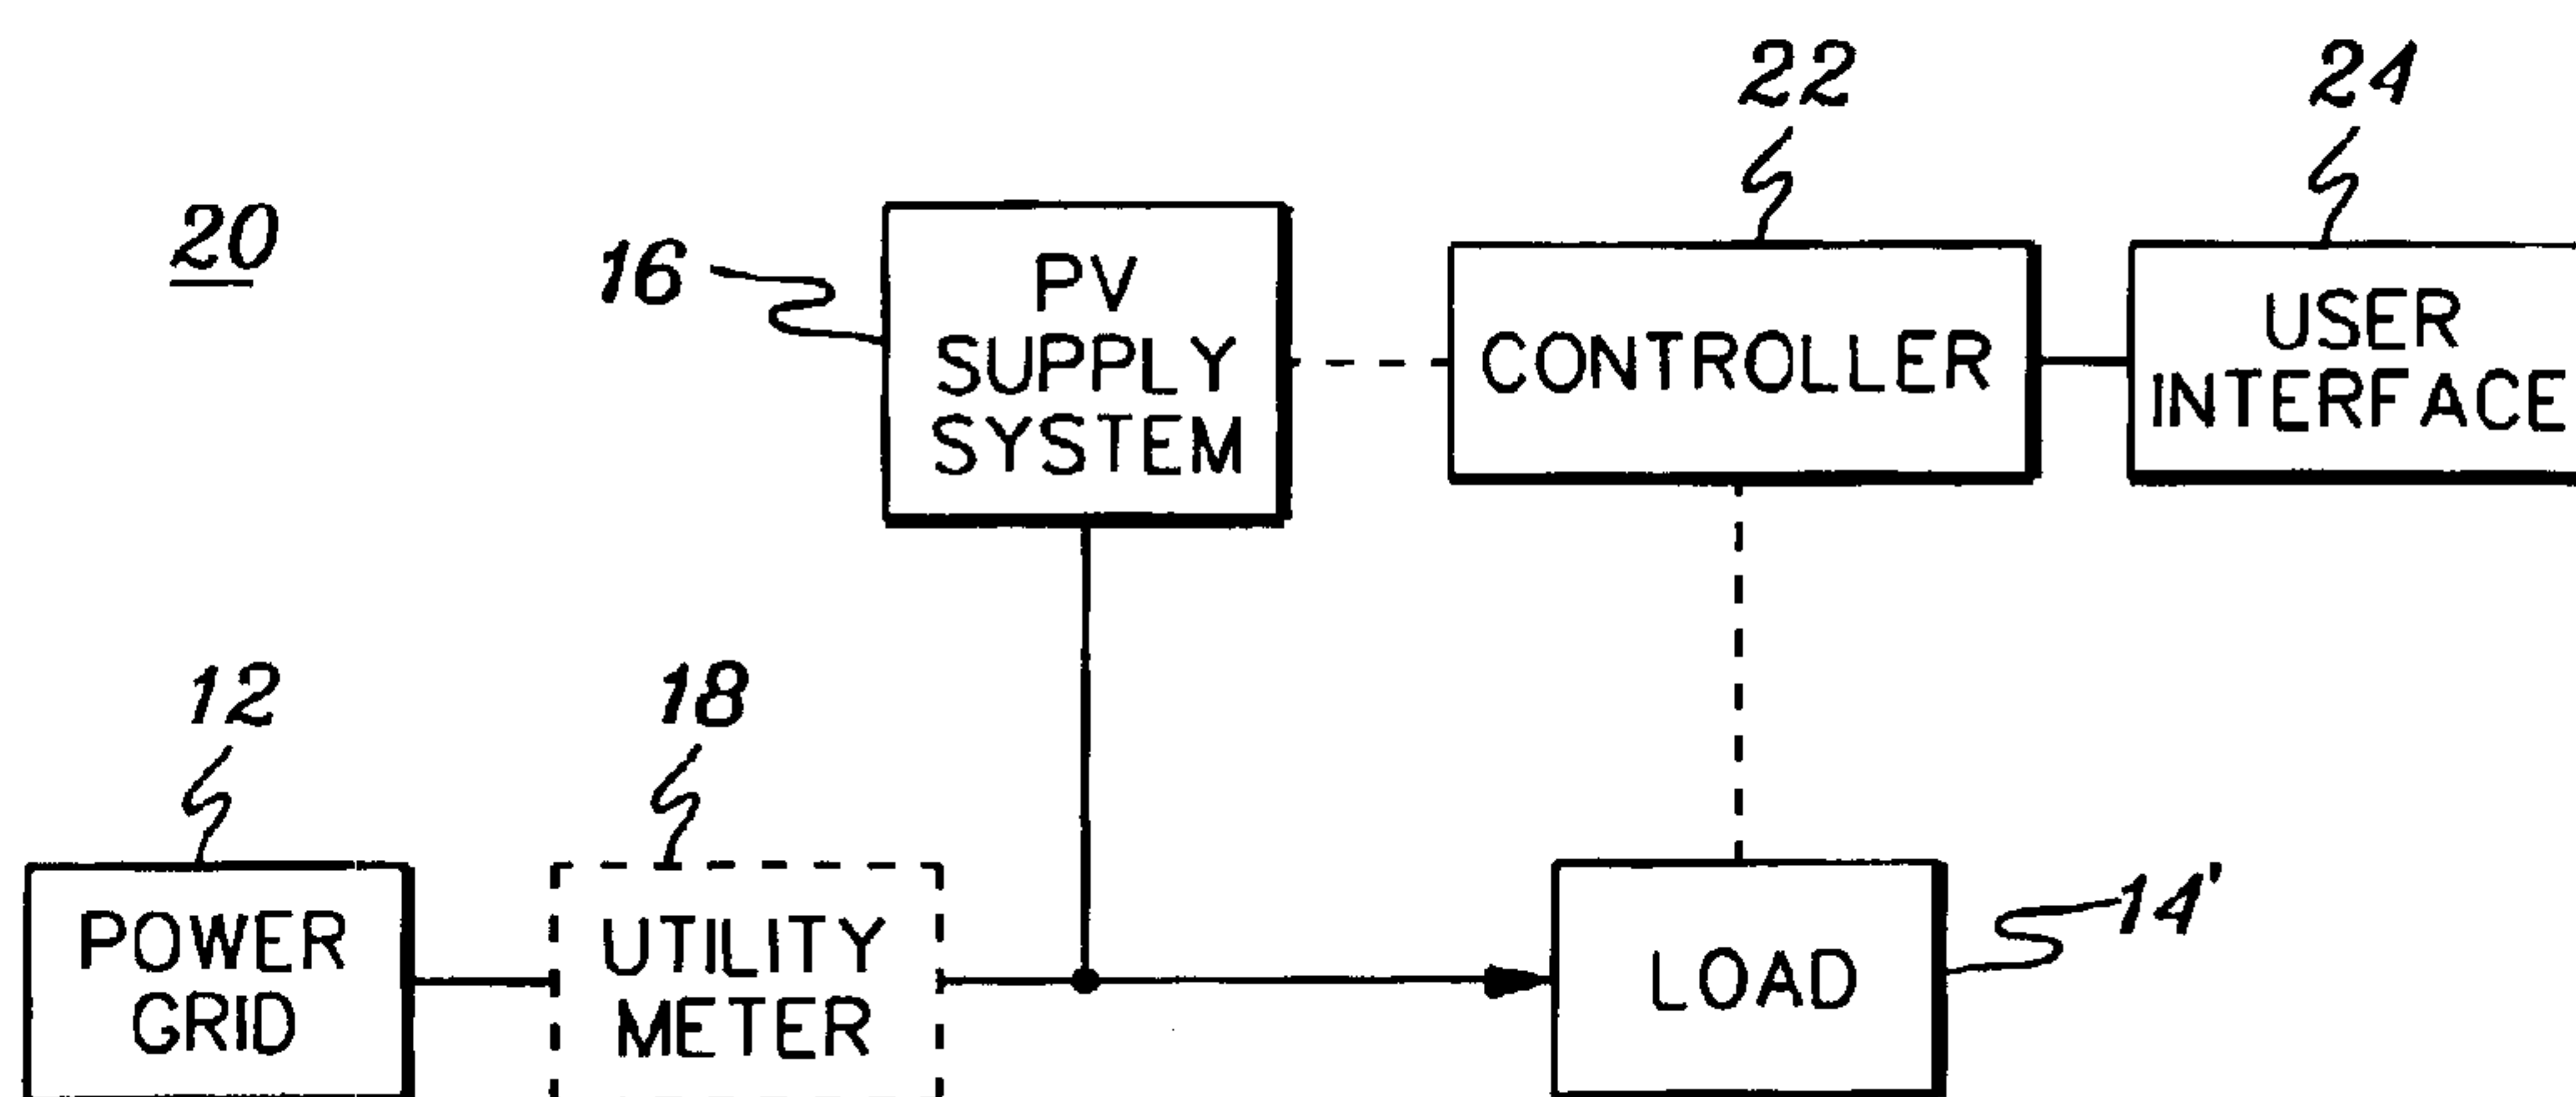 20
16
PV
SUPPLY
SYSTEM
22
CONTROLLER
24
USER
INTERFACE
12
POWER
GRID
18
UTILITY
METER
LOAD
14'